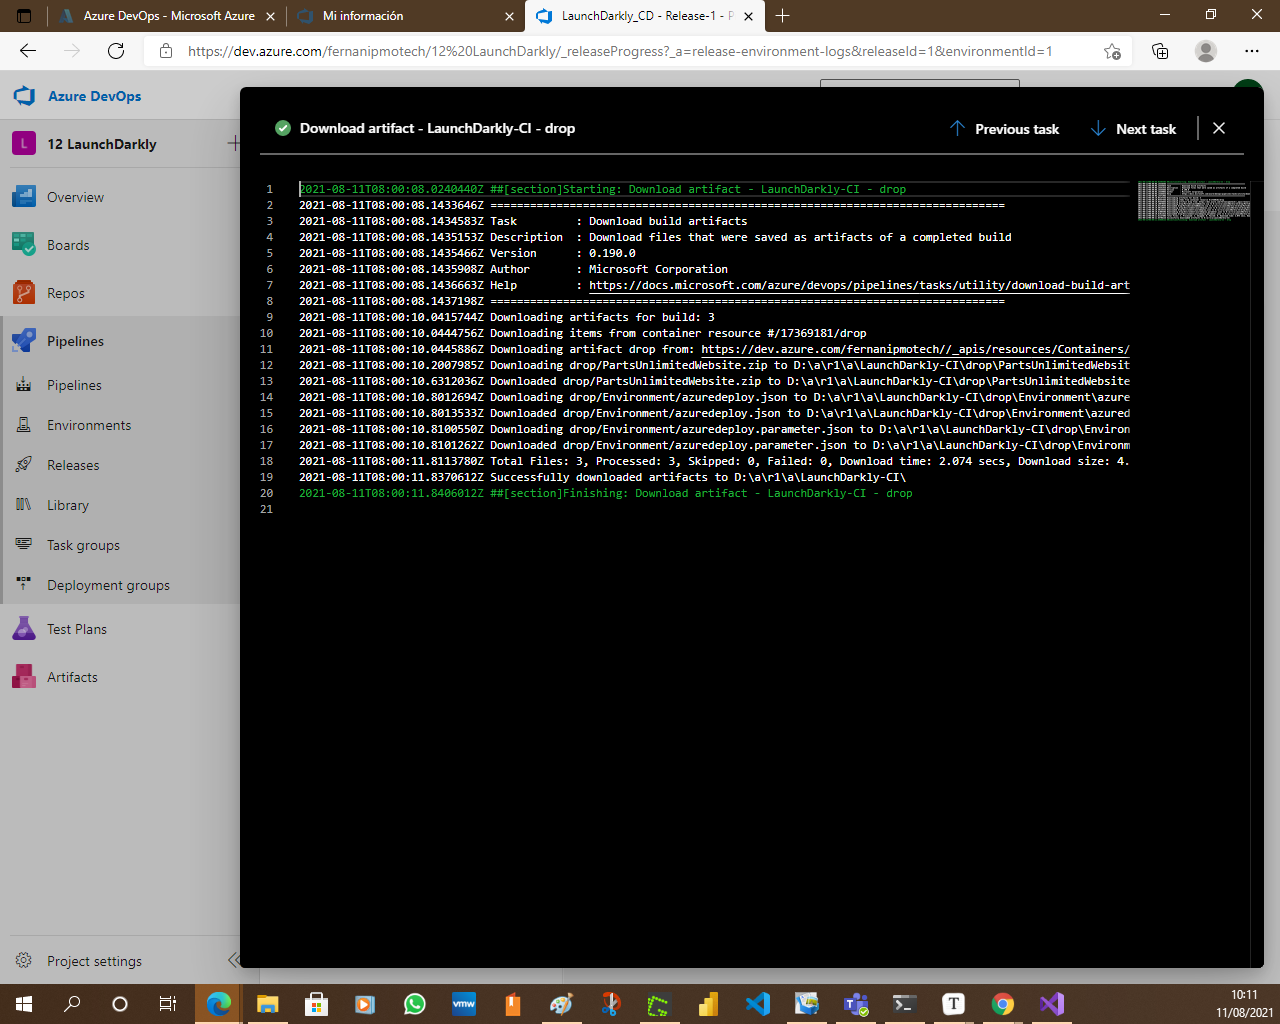 Azure DevOps - Microsoft Azure
Mi información
LaunchDarkly_CD - Release-1 - P
https://dev.azure.com/fernanipmotech/12%20LaunchDarkly/_releaseProgress?_a=release-environment-logs&releaseId=1&environmentId=1
Azure DevOps
L 12 LaunchDarkly
Overview
Boards
Repos
Pipelines
Pipelines
Environments
Releases
Library
Task groups
Deployment groups
Test Plans
Artifacts
Project settings
Download artifact - LaunchDarkly-CI - drop
Previous task
Next task
1 2021-08-11T08:00:08.0240440Z ##[section]Starting: Download artifact - LaunchDarkly-CI - drop
2 2021-08-11T08:00:08.1433646Z ==============================================================================
3 2021-08-11T08:00:08.1434583Z Task         : Download build artifacts
4 2021-08-11T08:00:08.1435153Z Description  : Download files that were saved as artifacts of a completed build
5 2021-08-11T08:00:08.1435466Z Version      : 0.190.0
6 2021-08-11T08:00:08.1435908Z Author       : Microsoft Corporation
7 2021-08-11T08:00:08.1436663Z Help         : https://docs.microsoft.com/azure/devops/pipelines/tasks/utility/download-build-art
8 2021-08-11T08:00:08.1437198Z ==============================================================================
9 2021-08-11T08:00:10.0415744Z Downloading artifacts for build: 3
10 2021-08-11T08:00:10.0444756Z Downloading items from container resource #/17369181/drop
11 2021-08-11T08:00:10.0445886Z Downloading artifact drop from: https://dev.azure.com/fernanipmotech//_apis/resources/Containers/
12 2021-08-11T08:00:10.2007985Z Downloading drop/PartsUnlimitedWebsite.zip to D:\a\r1\a\LaunchDarkly-CI\drop\PartsUnlimitedWebsit
13 2021-08-11T08:00:10.6312036Z Downloaded drop/PartsUnlimitedWebsite.zip to D:\a\r1\a\LaunchDarkly-CI\drop\PartsUnlimitedWebsite
14 2021-08-11T08:00:10.8012694Z Downloading drop/Environment/azuredeploy.json to D:\a\r1\a\LaunchDarkly-CI\drop\Environment\azure
15 2021-08-11T08:00:10.8013533Z Downloaded drop/Environment/azuredeploy.json to D:\a\r1\a\LaunchDarkly-CI\drop\Environment\azured
16 2021-08-11T08:00:10.8100550Z Downloading drop/Environment/azuredeploy.parameter.json to D:\a\r1\a\LaunchDarkly-CI\drop\Environ
17 2021-08-11T08:00:10.8101262Z Downloaded drop/Environment/azuredeploy.parameter.json to D:\a\r1\a\LaunchDarkly-CI\drop\Environm
18 2021-08-11T08:00:11.8113780Z Total Files: 3, Processed: 3, Skipped: 0, Failed: 0, Download time: 2.074 secs, Download size: 4.
19 2021-08-11T08:00:11.8370612Z Successfully downloaded artifacts to D:\a\r1\a\LaunchDarkly-CI\
20 2021-08-11T08:00:11.8406012Z ##[section]Finishing: Download artifact - LaunchDarkly-CI - drop
21
vmw
T
10:11
11/08/2021